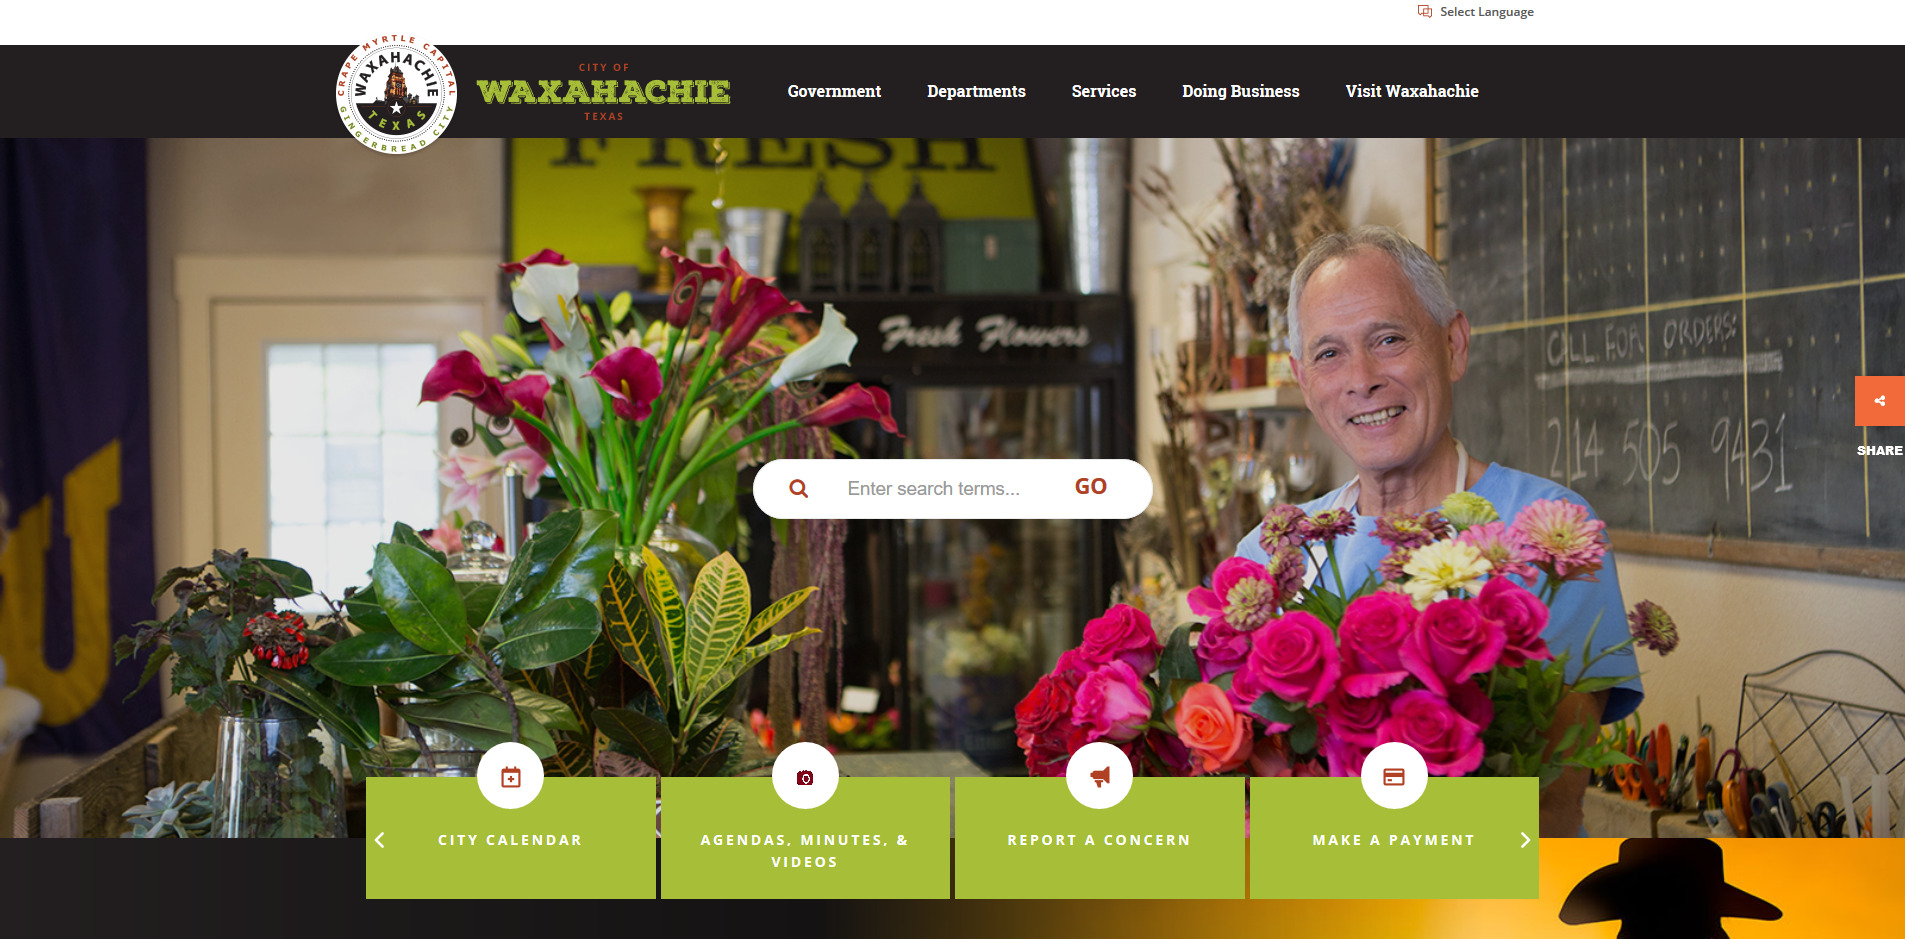 Select Language
CRAPE MYRTLE CAPITAL
WAXAHACHIE
TEXAS
GINGERBREAD CITY
CITY OF
WAXAHACHIE
TEXAS
Government
Departments
Services
Doing Business
Visit Waxahachie
FRESH
Fresh Flowers
CALL FOR ORDERS:
214 505 9431
SHARE
Enter search terms...
GO
CITY CALENDAR
AGENDAS, MINUTES, &
VIDEOS
REPORT A CONCERN
MAKE A PAYMENT